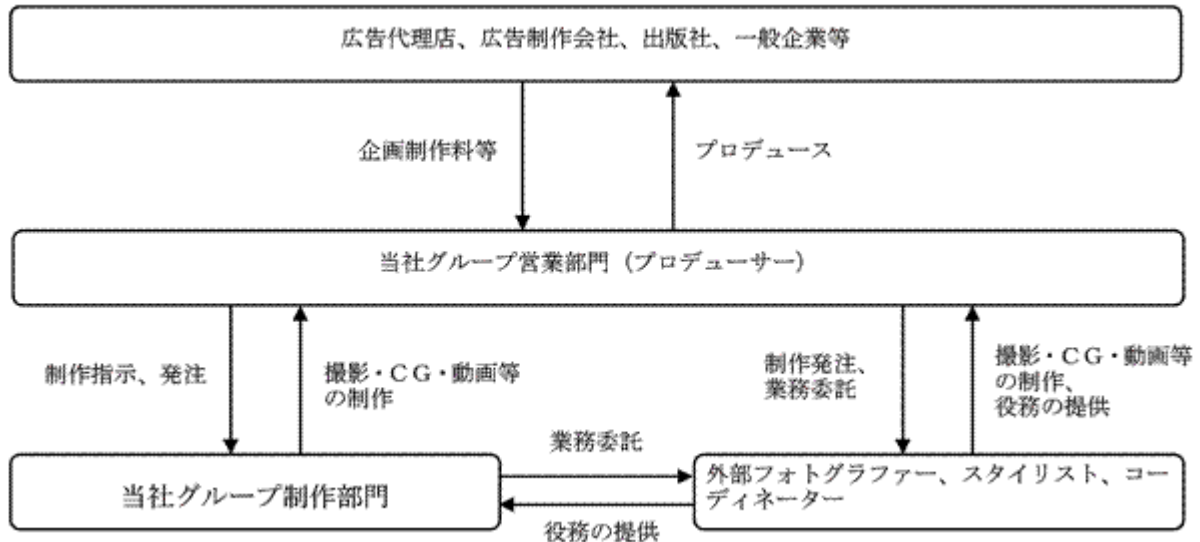 広告代理店、広告制作会社、出版社、一般企業等
企画制作料等
プロデュース
当社グループ営業部門（プロデューサー）
制作指示、発注
撮影・ＣＧ・動画等
の制作
制作発注、
業務委託
撮影・ＣＧ・動画等
の制作、
役務の提供
業務委託
当社グループ制作部門
外部フォトグラファー、スタイリスト、コー
ディネーター
役務の提供